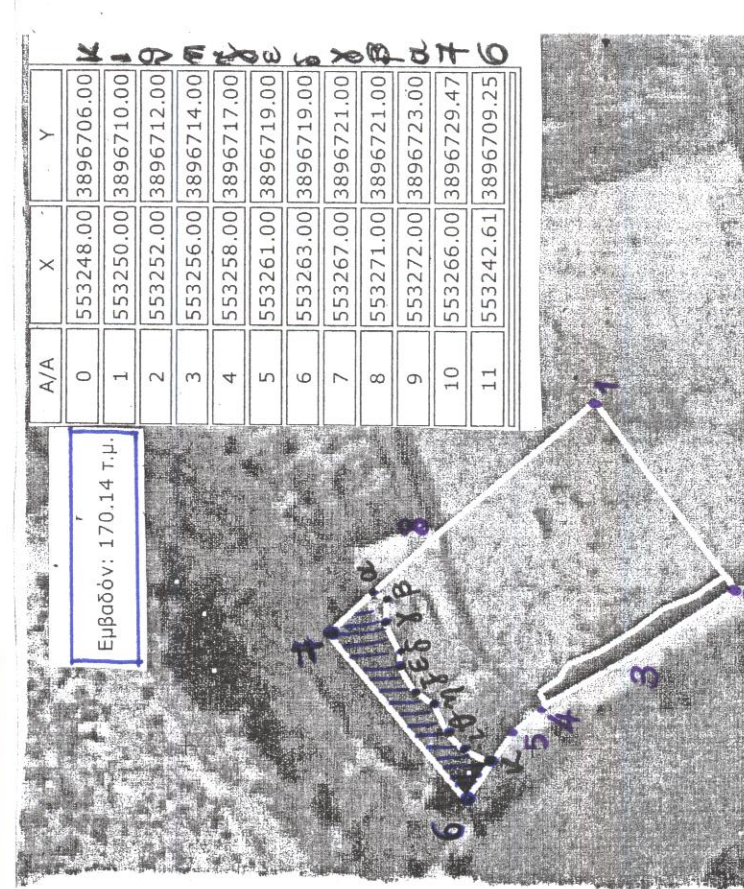 Εμβαδόν: 170.14 τ.μ.
A/A X Y
0 553248.00 3896706.00 κ
1 553250.00 3896710.00 ι
2 553252.00 3896712.00 θ
3 553256.00 3896714.00 η
4 553258.00 3896717.00
5 553261.00 3896719.00 ε
6 553263.00 3896719.00 δ
7 553267.00 3896721.00 γ
8 553271.00 3896721.00 β
9 553272.00 3896723.00 α
10 553266.00 3896729.47 7
11 553242.61 3896709.25 6
7
α
8
β
γ
δ
ε
η
θ
ι
κ
6
5
4
3
1